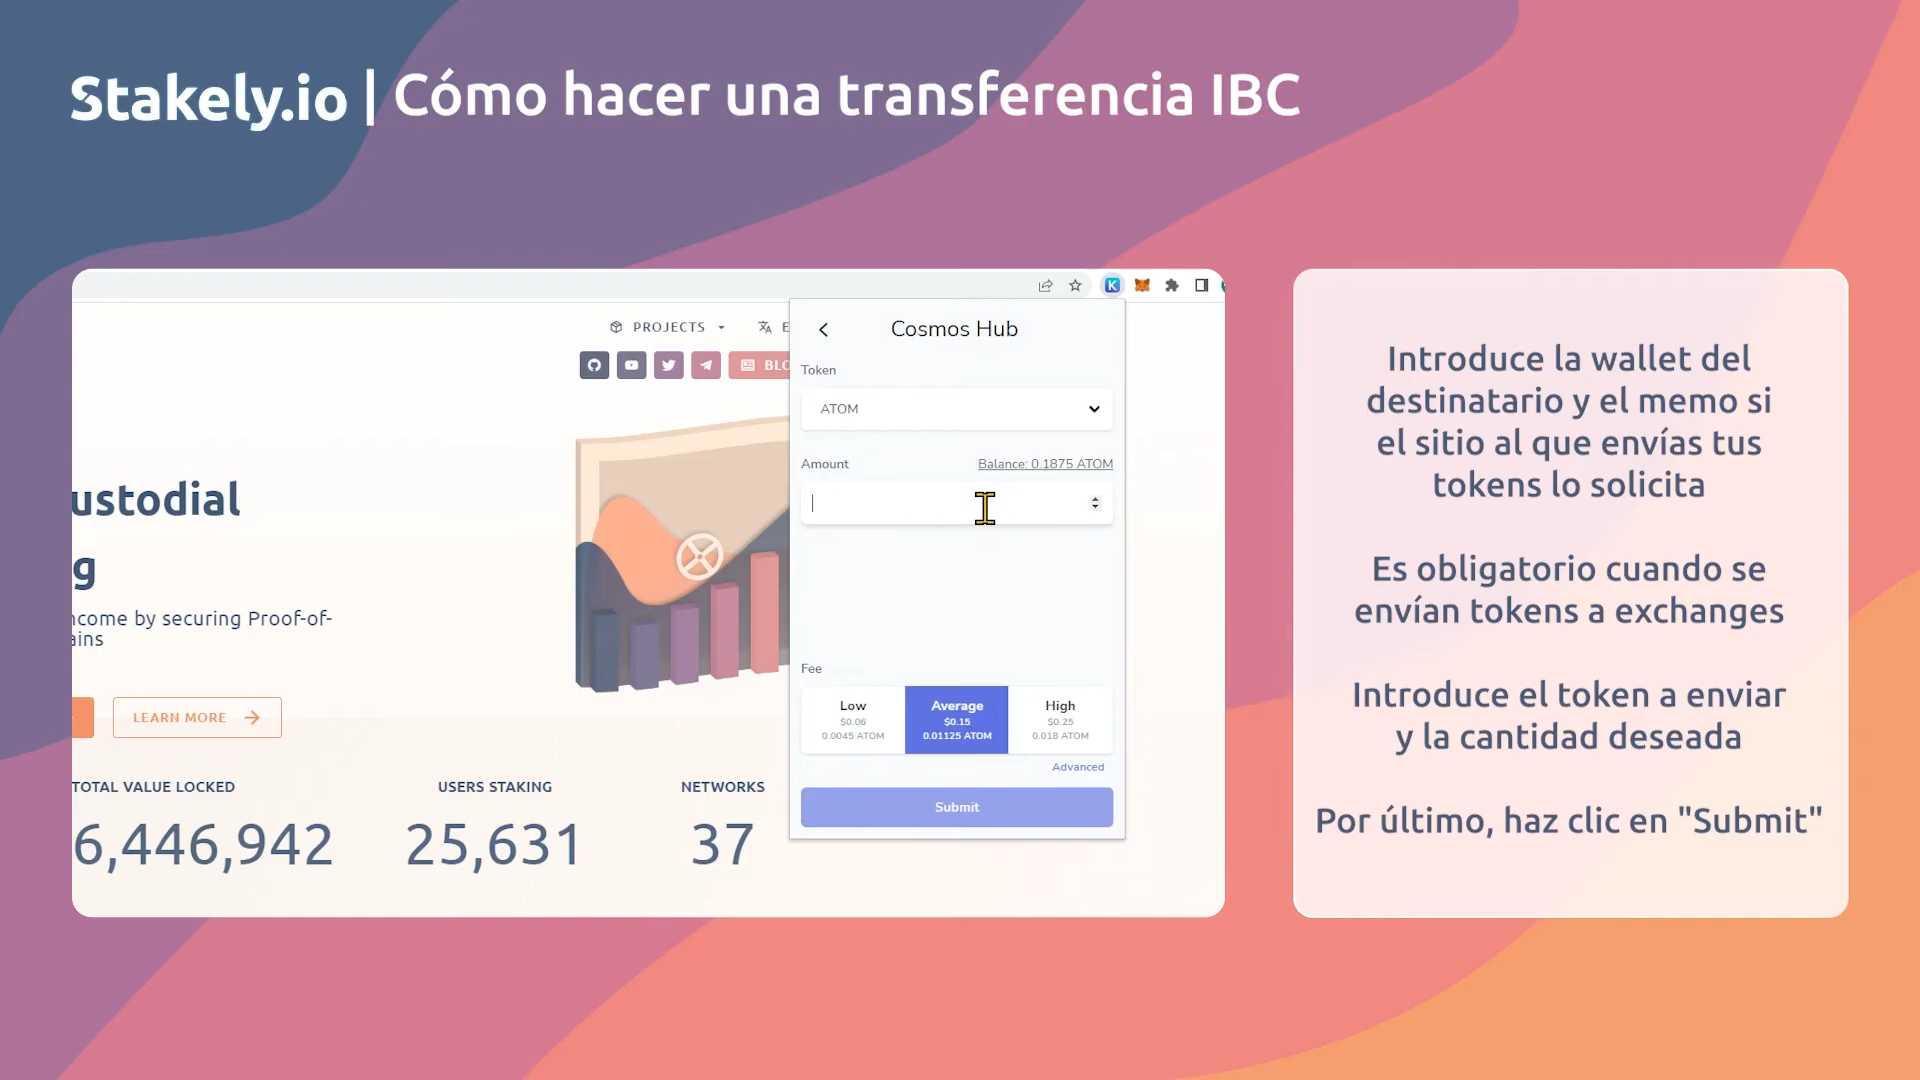 Stakely.io | Cómo hacer una transferencia IBC
PROJECTS
E
BLO
ustodial
g
ncome by securing Proof-of-
ains
LEARN MORE
TOTAL VALUE LOCKED
6,446,942
USERS STAKING
25,631
NETWORKS
37
K
Cosmos Hub
Token
ATOM
Amount
Balance: 0.1875 ATOM
Fee
Low
$0.06
0.0045 ATOM
Average
$0.15
0.01125 ATOM
High
$0.25
0.018 ATOM
Advanced
Submit
Introduce la wallet del
destinatario y el memo si
el sitio al que envías tus
tokens lo solicita
Es obligatorio cuando se
envían tokens a exchanges
Introduce el token a enviar
y la cantidad deseada
Por último, haz clic en "Submit"